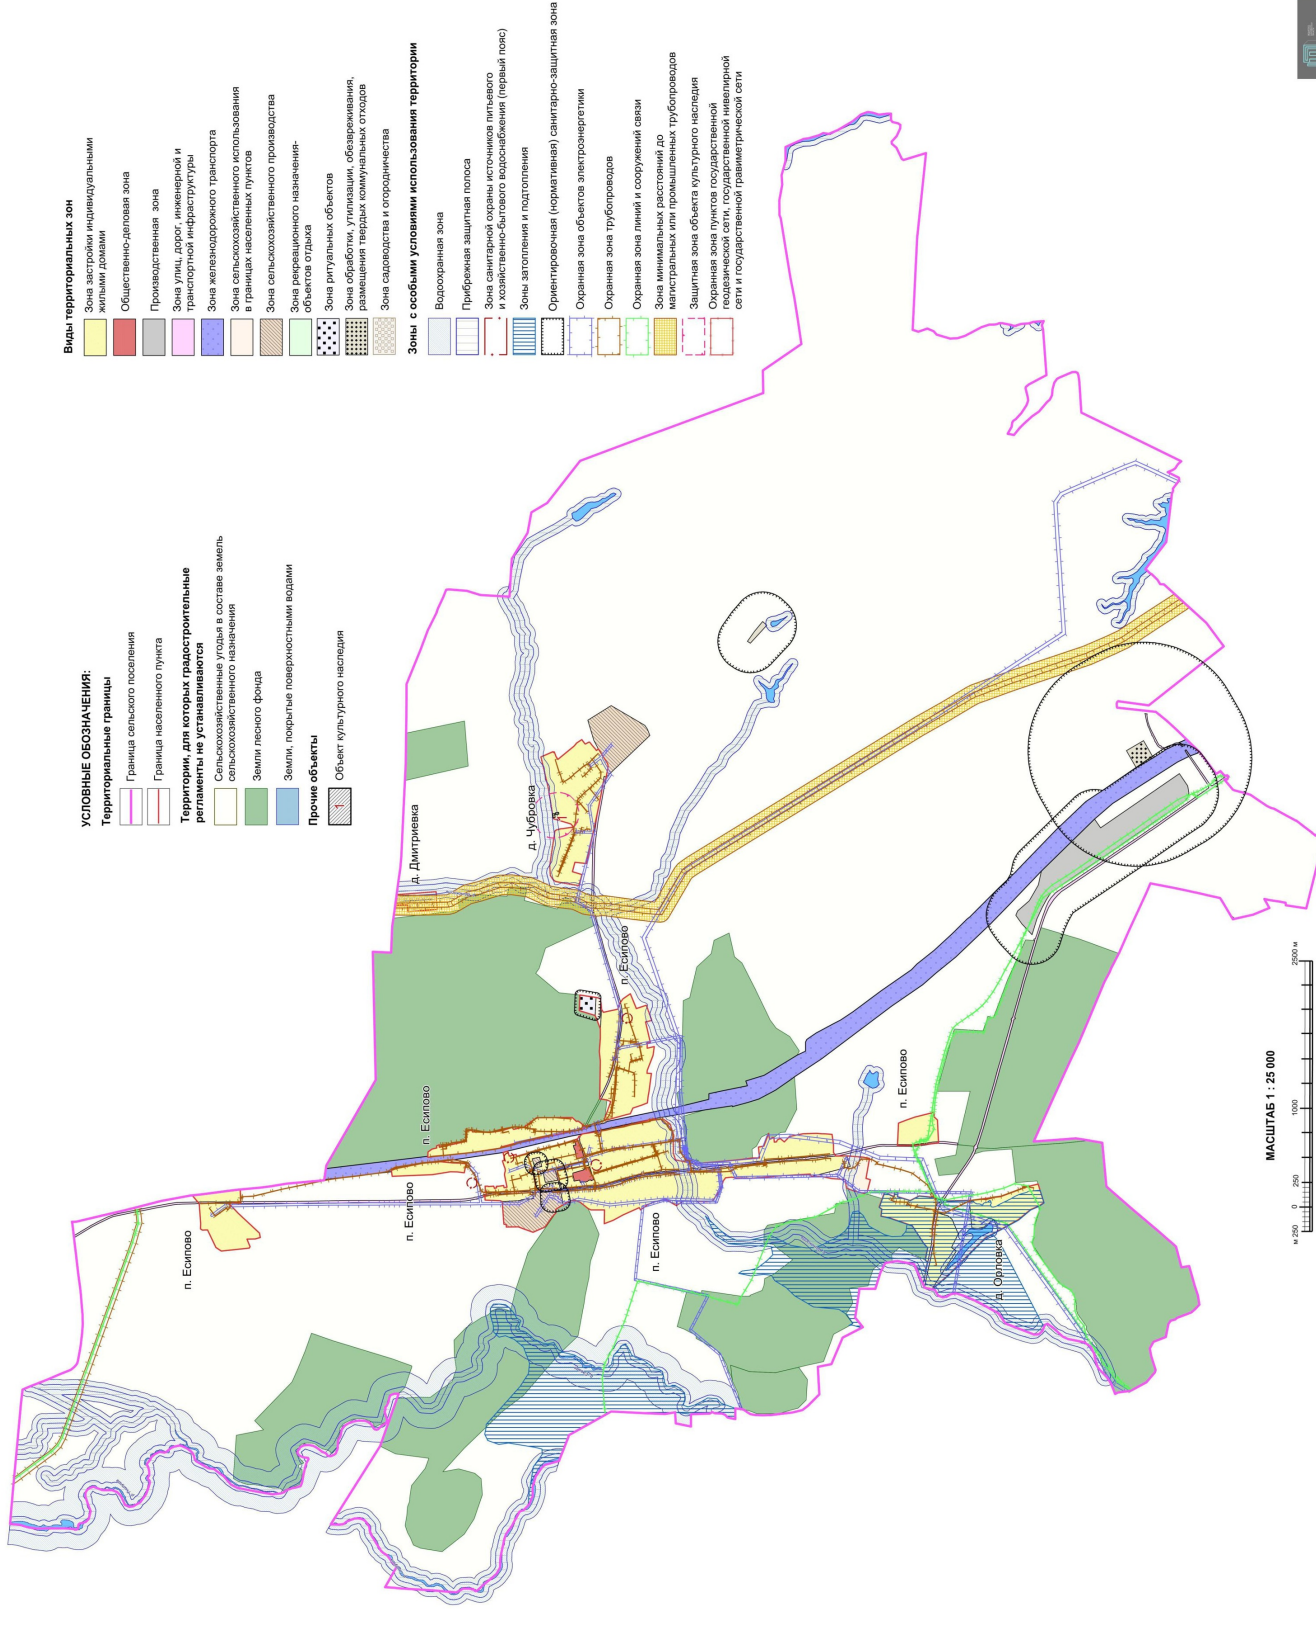 УСЛОВНЫЕ ОБОЗНАЧЕНИЯ:
Территориальные границы
Граница сельского поселения
Граница населенного пункта
Территории, для которых градостроительные
регламенты не устанавливаются
Сельскохозяйственные угодья в составе земель
сельскохозяйственного назначения
Земли лесного фонда
Земли, покрытые поверхностными водами
Прочие объекты
1
Объект культурного наследия
Виды территориальных зон
Зона застройки индивидуальными
жилыми домами
Общественно-деловая зона
Производственная зона
Зона улиц, дорог, инженерной и
транспортной инфраструктуры
Зона железнодорожного транспорта
Зона сельскохозяйственного использования
в границах населенных пунктов
Зона сельскохозяйственного производства
Зона рекреационного назначения-
объектов отдыха
Зона ритуальных объектов
Зона обработки, утилизации, обезвреживания,
размещения твердых коммунальных отходов
Зона садоводства и огородничества
Зоны с особыми условиями использования территории
Водоохранная зона
Прибрежная защитная полоса
Зона санитарной охраны источников питьевого
и хозяйственно-бытового водоснабжения (первый пояс)
Зоны затопления и подтопления
Ориентировочная (нормативная) санитарно-защитная зона
Охранная зона объектов электроэнергетики
Охранная зона трубопроводов
Охранная зона линий и сооружений связи
Зона минимальных расстояний до
магистральных или промышленных трубопроводов
Защитная зона объекта культурного наследия
Охранная зона пунктов государственной
геодезической сети, государственной нивелирной
сети и государственной гравиметрической сети
п. Есипово
п. Есипово
п. Есипово
д. Дмитриевка
д. Чубровка
1
п. Есипово
п. Есипово
п. Есипово
д. Орловка
МАСШТАБ 1 : 25 000
м 250 0 250 1000 2500 м